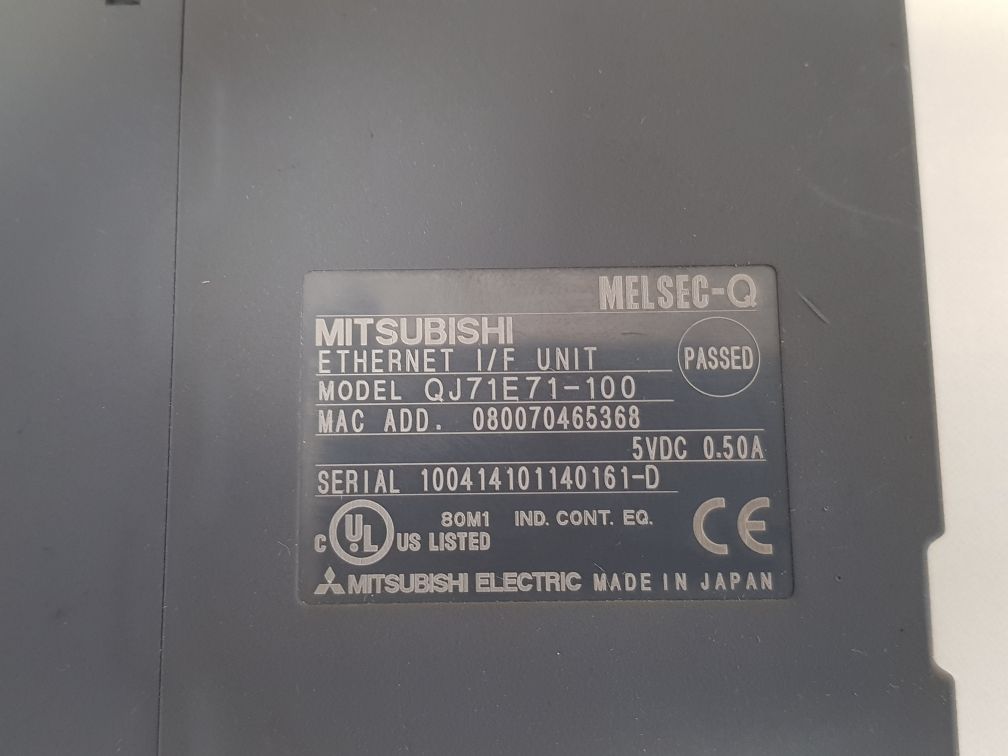 MELSEC-Q
MITSUBISHI
ETHERNET I/F UNIT
PASSED
MODEL QJ71E71-100
MAC ADD. 080070465368
5VDC 0.50A
SERIAL 100414101140161-D
C UL US LISTED
80M1 IND. CONT. EQ.
CE
MITSUBISHI ELECTRIC MADE IN JAPAN